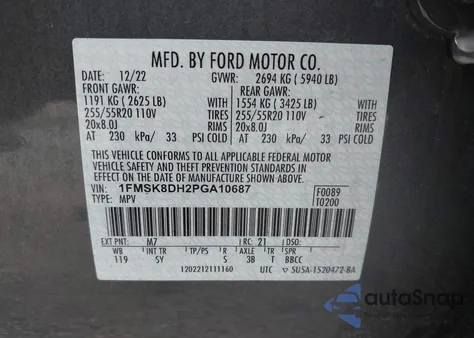 MFD. BY FORD MOTOR CO.
DATE: 12/22 GVWR: 2694 KG (5940 LB)
FRONT GAWR: REAR GAWR:
1191 KG (2625 LB) 1554 KG (3425 LB)
255/55R20 110V TIRES 255/55R20 110V TIRES
20x8.0J RIMS 20x8.0J RIMS
AT 230 kPa/ 33 PSI COLD AT 230 kPa/ 33 PSI COLD
THIS VEHICLE CONFORMS TO ALL APPLICABLE FEDERAL MOTOR VEHICLE
SAFETY, BUMPER, AND THEFT PREVENTION STANDARDS IN EFFECT ON THE DATE OF
MANUFACTURE SHOWN ABOVE.
VIN: 1FMSK8DH2PGA10687 F0089
TYPE: MPV T0200
EXT PNT: M7 RC: 21 DSO:
WB INT TR TP/PS R AXLE TR SPR
119 SY S 3B T BBCC
1202212111160 UTC ▽ 5U5A-1520472-BA
autoSnap